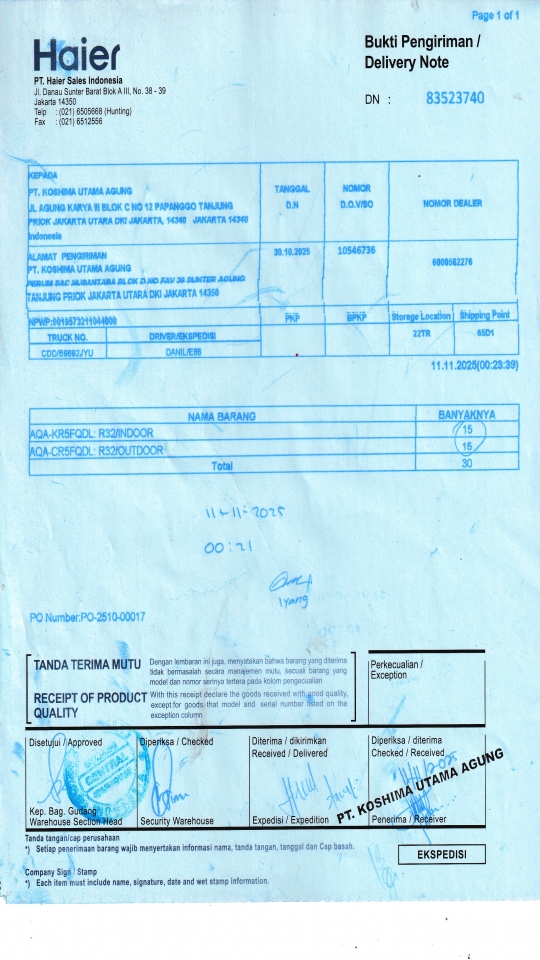 Page 1 of 1
Haier
Bukti Pengiriman /
Delivery Note
PT. Haier Sales Indonesia
Jl. Danau Sunter Barat Blok A III, No. 38 - 39
Jakarta 14350
Telp : (021) 6505668 (Hunting)
Fax : (021) 6512556
DN : 83523740
KEPADA
PT. KOSHIMA UTAMA AGUNG
JL AGUNG KARYA III BLOK C NO 12 PAPANGGO TANJUNG
PRIOK JAKARTA UTARA DKI JAKARTA, 14340 JAKARTA 14340
Indonesia
TANGGAL
D.N
NOMOR
D.O.V/SO
NOMOR DEALER
ALAMAT PENGIRIMAN
PT. KOSHIMA UTAMA AGUNG
PERUM SAC NUSANTARA BLOK D NO KAV 36 SUNTER AGUNG
TANJUNG PRIOK JAKARTA UTARA DKI JAKARTA 14350
30.10.2025
10546736
NPWP:
PKP
BPKP
Storage Location
Shipping Point
TRUCK NO.
DRIVER/EKSPEDISI
22TR
65D1
DANIL/E88
11.11.2025(00:23:39)
NAMA BARANG
BANYAKNYA
AQA-KR5FQDL: R32/INDOOR
15
AQA-CR5FQDL: R32/OUTDOOR
15
Total
30
11-11-2025
00:21
Iyang
PO Number:PO-2510-00017
TANDA TERIMA MUTU
Dengan lembaran ini juga, menyatakan bahwa barang yang diterima
tidak bermasalah secara manajemen mutu, kecuali barang yang
model dan nomor serinya tertera pada kolom pengecualian
RECEIPT OF PRODUCT
QUALITY
With this receipt declare the goods received with good quality,
except for goods that model and serial number listed on the
exception column
Perkecualian /
Exception
Disetujui / Approved
Diperiksa / Checked
Diterima / dikirimkan
Received / Delivered
Diperiksa / diterima
Checked / Received
PT. KOSHIMA UTAMA AGUNG
Kep. Bag. Gudang
Warehouse Section Head
Security Warehouse
Expedisi / Expedition
Penerima / Receiver
Tanda tangan/cap perusahaan
*) Setiap penerimaan barang wajib menyertakan informasi nama, tanda tangan, tanggal dan Cap basah.
EKSPEDISI
Company Sign / Stamp
*) Each item must include name, signature, date and wet stamp information.